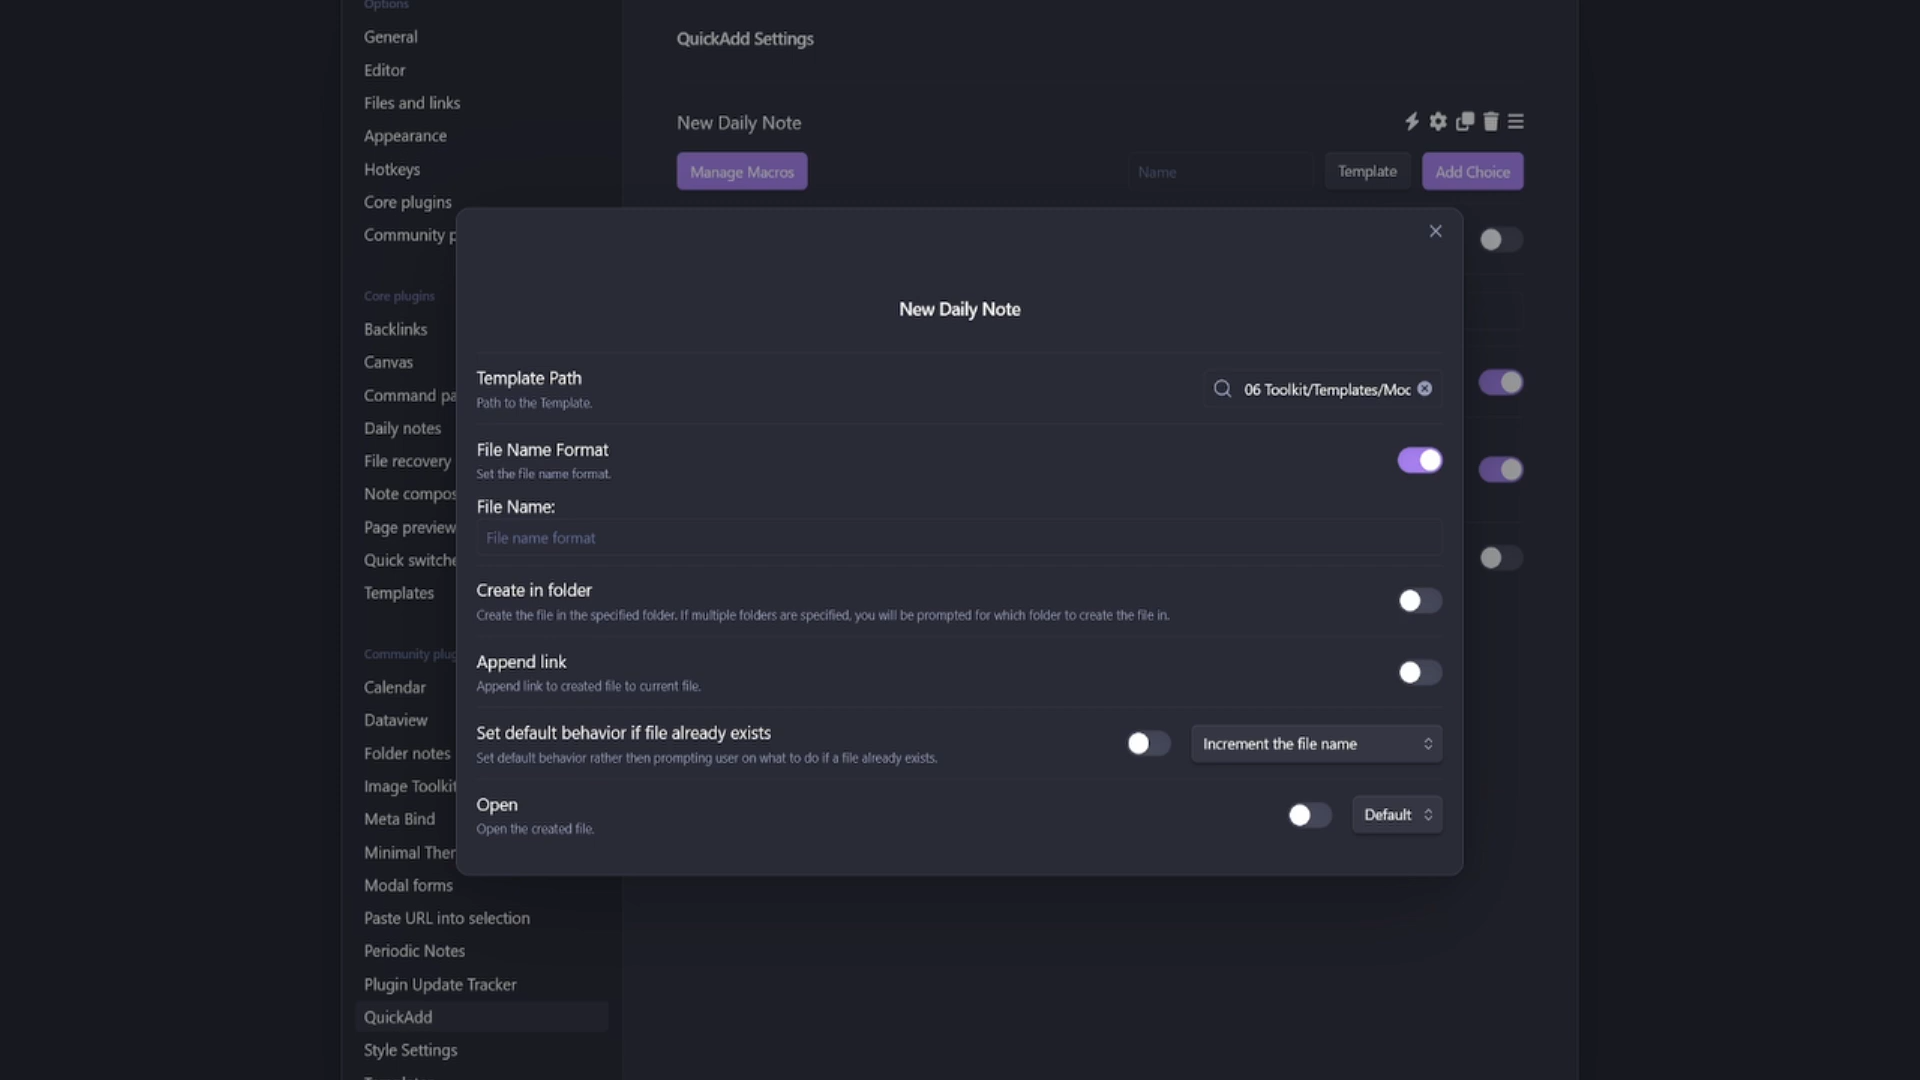 Options
General
Editor
Files and links
Appearance
Hotkeys
Core plugins
Community p
Core plugins
Backlinks
Canvas
Command pa
Daily notes
File recovery
Note compos
Page preview
Quick switche
Templates
Community plug
Calendar
Dataview
Folder notes
Image Toolkit
Meta Bind
Minimal Ther
Modal forms
Paste URL into selection
Periodic Notes
Plugin Update Tracker
QuickAdd
Style Settings
QuickAdd Settings
New Daily Note
Manage Macros
Name
Template
Add Choice
New Daily Note
Template Path
Path to the Template.
06 Toolkit/Templates/Moc
File Name Format
Set the file name format.
File Name:
File name format
Create in folder
Create the file in the specified folder. If multiple folders are specified, you will be prompted for which folder to create the file in.
Append link
Append link to created file to current file.
Set default behavior if file already exists
Set default behavior rather then prompting user on what to do if a file already exists.
Increment the file name
Open
Open the created file.
Default